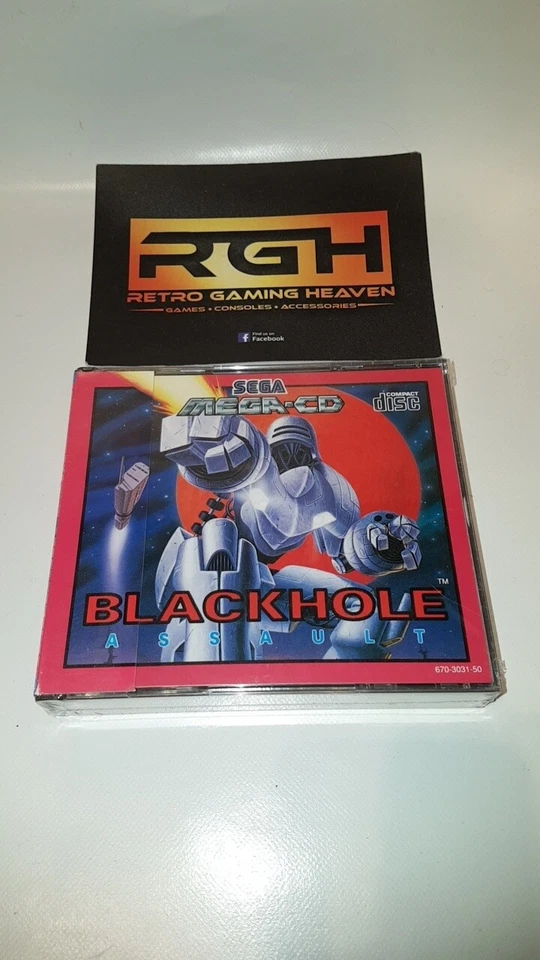 RGH
RETRO GAMING HEAVEN
GAMES • CONSOLES • ACCESSORIES
f Find us on
Facebook
SEGA
MEGA-CD
COMPACT
disc
BLACKHOLE TM
ASSAULT
670-3031-50